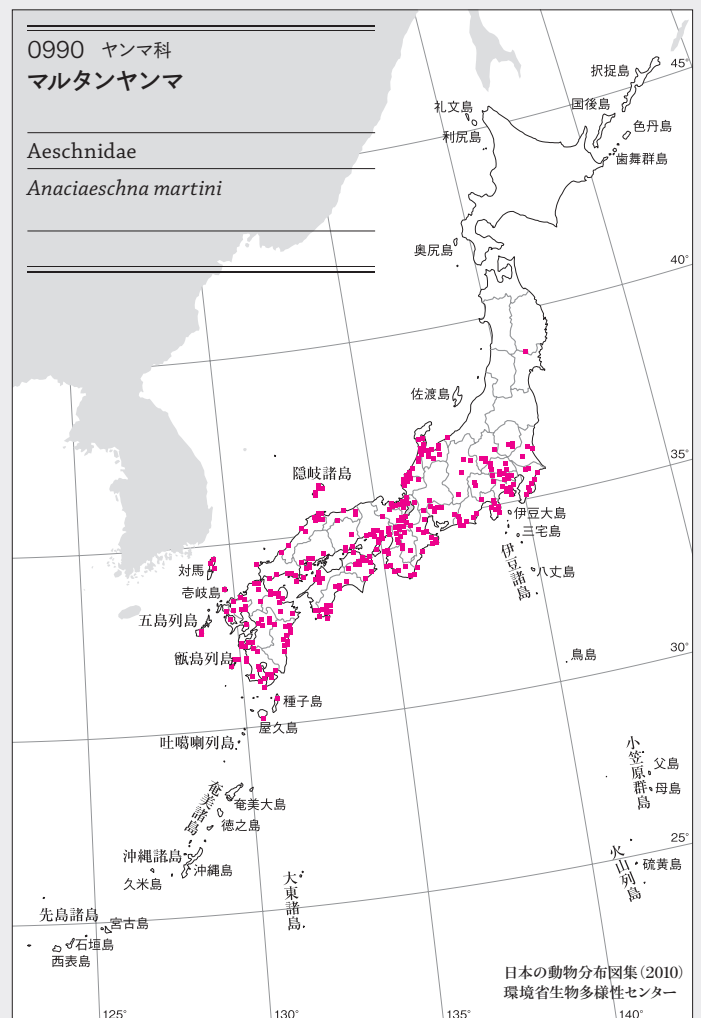 0990 ヤンマ科
マルタンヤンマ
Aeschnidae
Anaciaeschna martini
択捉島
45°
礼文島
国後島
利尻島
色丹島
歯舞群島
奥尻島
40°
佐渡島
35°
隠岐諸島
伊豆大島
三宅島
伊豆諸島
八丈島
対馬
壱岐島
五島列島
甑島列島
鳥島
30°
種子島
屋久島
吐噶喇列島
小笠原群島
父島
母島
奄美諸島
奄美大島
徳之島
25°
沖縄諸島
沖縄島
久米島
火山列島
硫黄島
大東諸島
先島諸島
宮古島
石垣島
西表島
日本の動物分布図集(2010)
環境省生物多様性センター
125°
130°
135°
140°